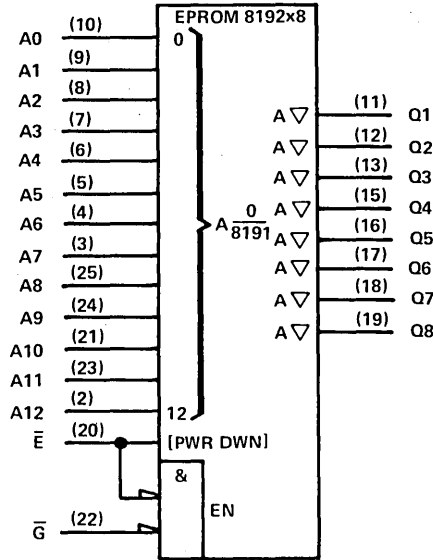 EPROM 8192x8
A0 (10) 0
A1 (9)
A2 (8)
A3 (7)
A4 (6)
A5 (5)
A6 (4)
A7 (3)
A8 (25)
A9 (24)
A10 (21)
A11 (23)
A12 (2) 12
A 0/8191
A▽ (11) Q1
A▽ (12) Q2
A▽ (13) Q3
A▽ (15) Q4
A▽ (16) Q5
A▽ (17) Q6
A▽ (18) Q7
A▽ (19) Q8
E̅ (20) [PWR DWN]
&
EN
G̅ (22)